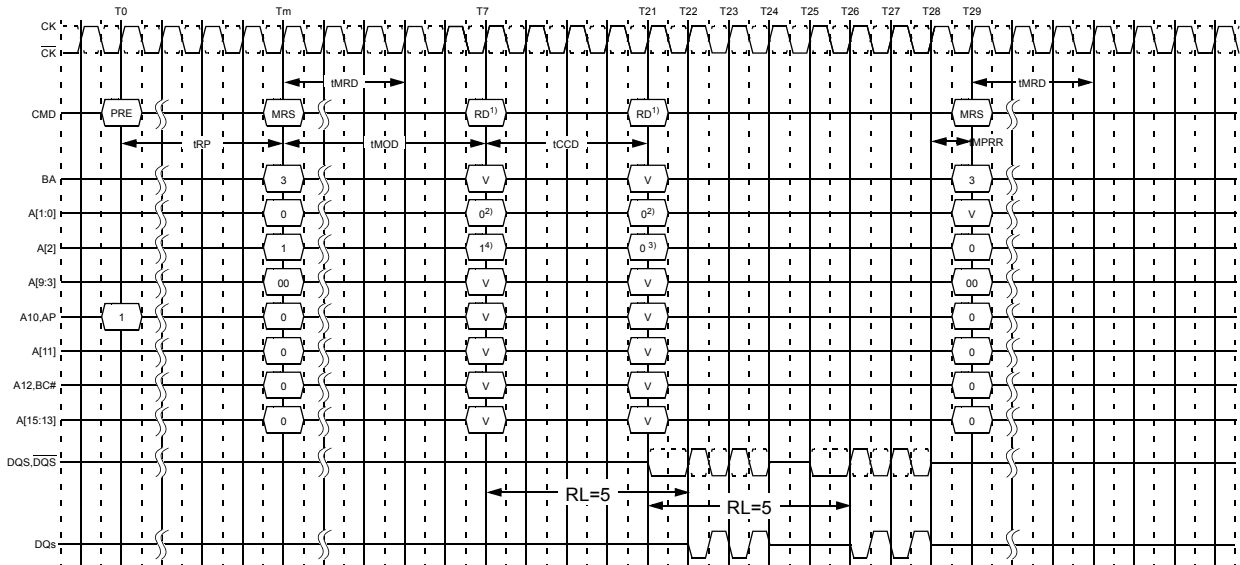 T0 Tm T7 T21 T22 T23 T24 T25 T26 T27 T28 T29
CK
CK
tMRD tMRD
CMD PRE MRS RD1) RD1) MRS
tRP tMOD tCCD tMPRR
BA 3 V V 3
A[1:0] 0 02) 02) V
A[2] 1 14) 0 3) 0
A[9:3] 00 V V 00
A10,AP 1 0 V V 0
A[11] 0 V V 0
A12,BC# 0 V V 0
A[15:13] 0 V V 0
DQS,DQS
RL=5
RL=5
DQs